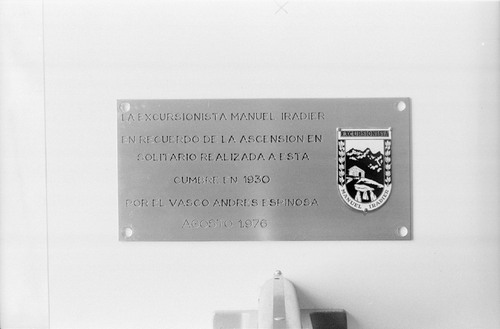 LA EXCURSIONISTA MANUEL IRADIER
EN RECUERDO DE LA ASCENSION EN
SOLITARIO REALIZADA A ESTA
CUMBRE EN 1930
POR EL VASCO ANDRES ESPINOSA
AGOSTO 1976
EXCURSIONISTA
MANUEL IRADIER